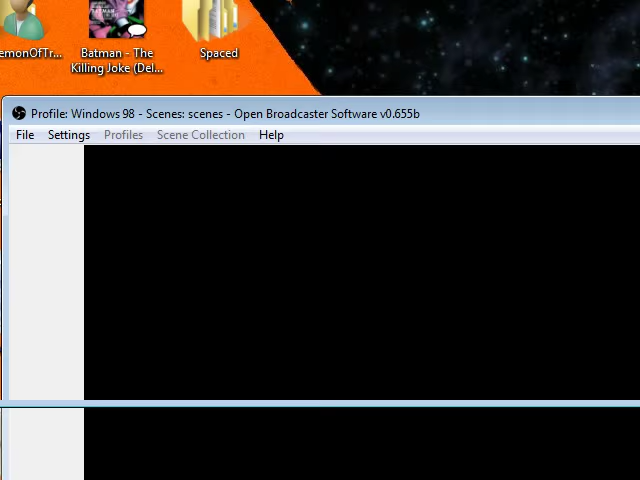 emonOfTr...
Batman - The
Killing Joke (Del...
Spaced
Profile: Windows 98 - Scenes: scenes - Open Broadcaster Software v0.655b
File Settings Profiles Scene Collection Help